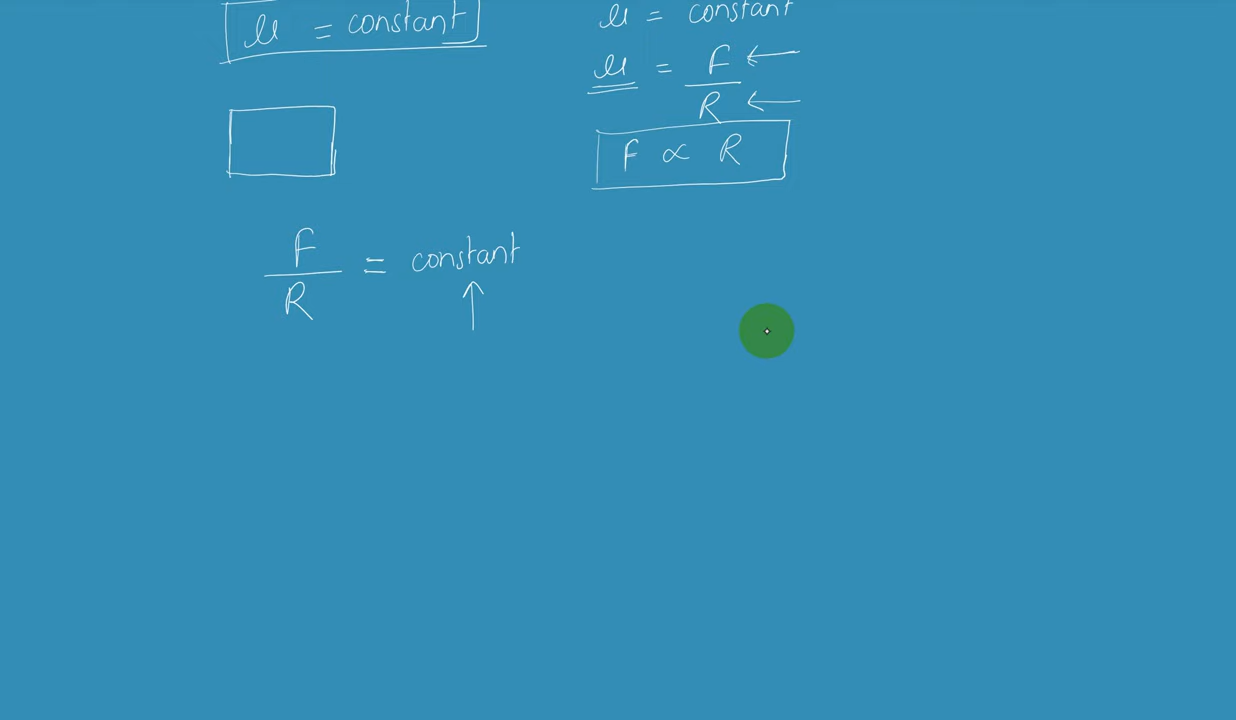 μ = constant
μ = constant
μ = F/R
F ∝ R
F/R = constant